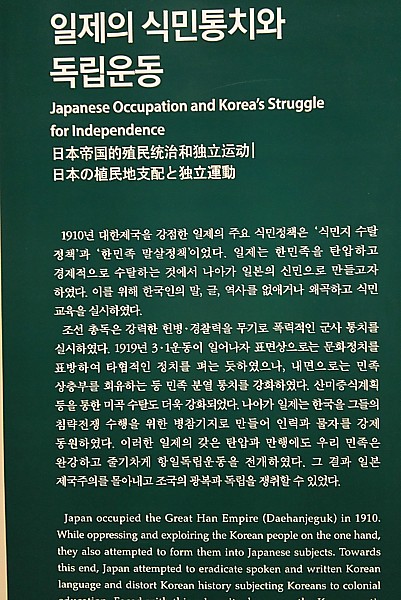 일제의 식민통치와
독립운동
Japanese Occupation and Korea's Struggle
for Independence
日本帝国的殖民统治和独立运动|
日本の植民地支配と独立運動
1910년 대한제국을 강점한 일제의 주요 식민정책은 '식민지 수탈
정책'과 '한민족 말살정책'이었다. 일제는 한민족을 탄압하고
경제적으로 수탈하는 것에서 나아가 일본의 신민으로 만들고자
하였다. 이를 위해 한국인의 말, 글, 역사를 없애거나 왜곡하고 식민
교육을 실시하였다.
조선 총독은 강력한 헌병·경찰력을 무기로 폭력적인 군사 통치를
실시하였다. 1919년 3·1운동이 일어나자 표면상으로는 문화정치를
표방하여 타협적인 정치를 펴는 듯하였으나, 내면으로는 민족
상층부를 회유하는 등 민족 분열 통치를 강화하였다. 산미증식계획
등을 통한 미곡 수탈도 더욱 강화되었다. 나아가 일제는 한국을 그들의
침략전쟁 수행을 위한 병참기지로 만들어 인력과 물자를 강제
동원하였다. 이러한 일제의 갖은 탄압과 만행에도 우리 민족은
완강하고 줄기차게 항일독립운동을 전개하였다. 그 결과 일본
제국주의를 몰아내고 조국의 광복과 독립을 쟁취할 수 있었다.
Japan occupied the Great Han Empire (Daehanjeguk) in 1910.
While oppressing and exploiring the Korean people on the one hand,
they also attempted to form them into Japanese subjects. Towards
this end, Japan attempted to eradicate spoken and written Korean
language and distort Korean history subjecting Koreans to colonial